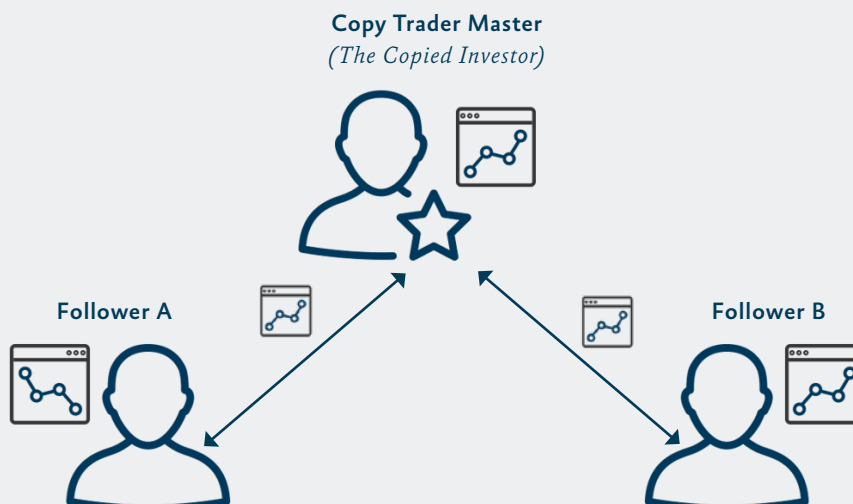 Copy Trader Master
(The Copied Investor)
Follower A
Follower B